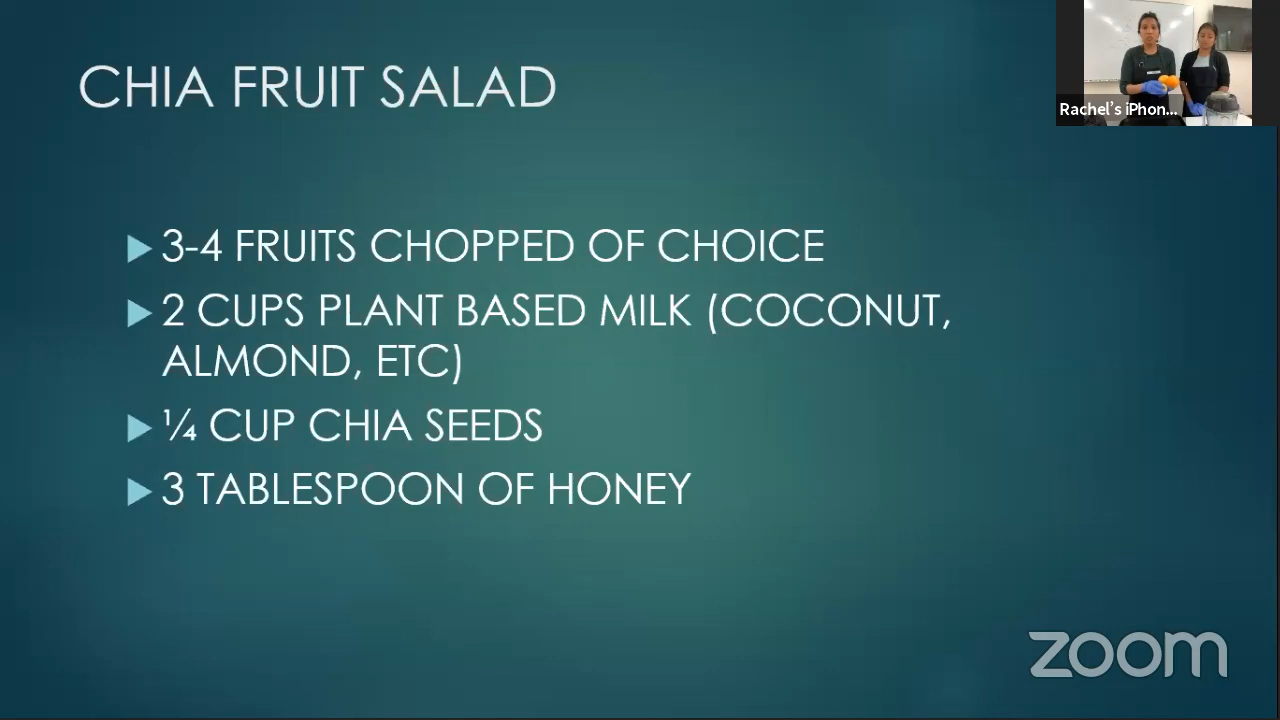 CHIA FRUIT SALAD
3-4 FRUITS CHOPPED OF CHOICE
2 CUPS PLANT BASED MILK (COCONUT,
ALMOND, ETC)
¼ CUP CHIA SEEDS
3 TABLESPOON OF HONEY
Rachel’s iPhon...
zoom